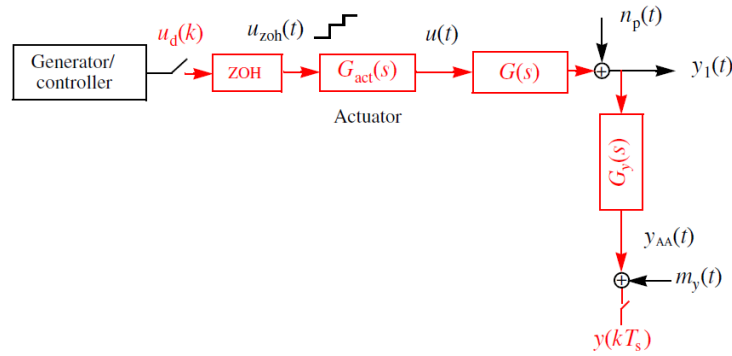 Generator/
controller
u_d(k)
ZOH
u_zoh(t)
G_act(s)
Actuator
u(t)
G(s)
n_p(t)
y_1(t)
G_y(s)
y_AA(t)
m_y(t)
y(kT_s)